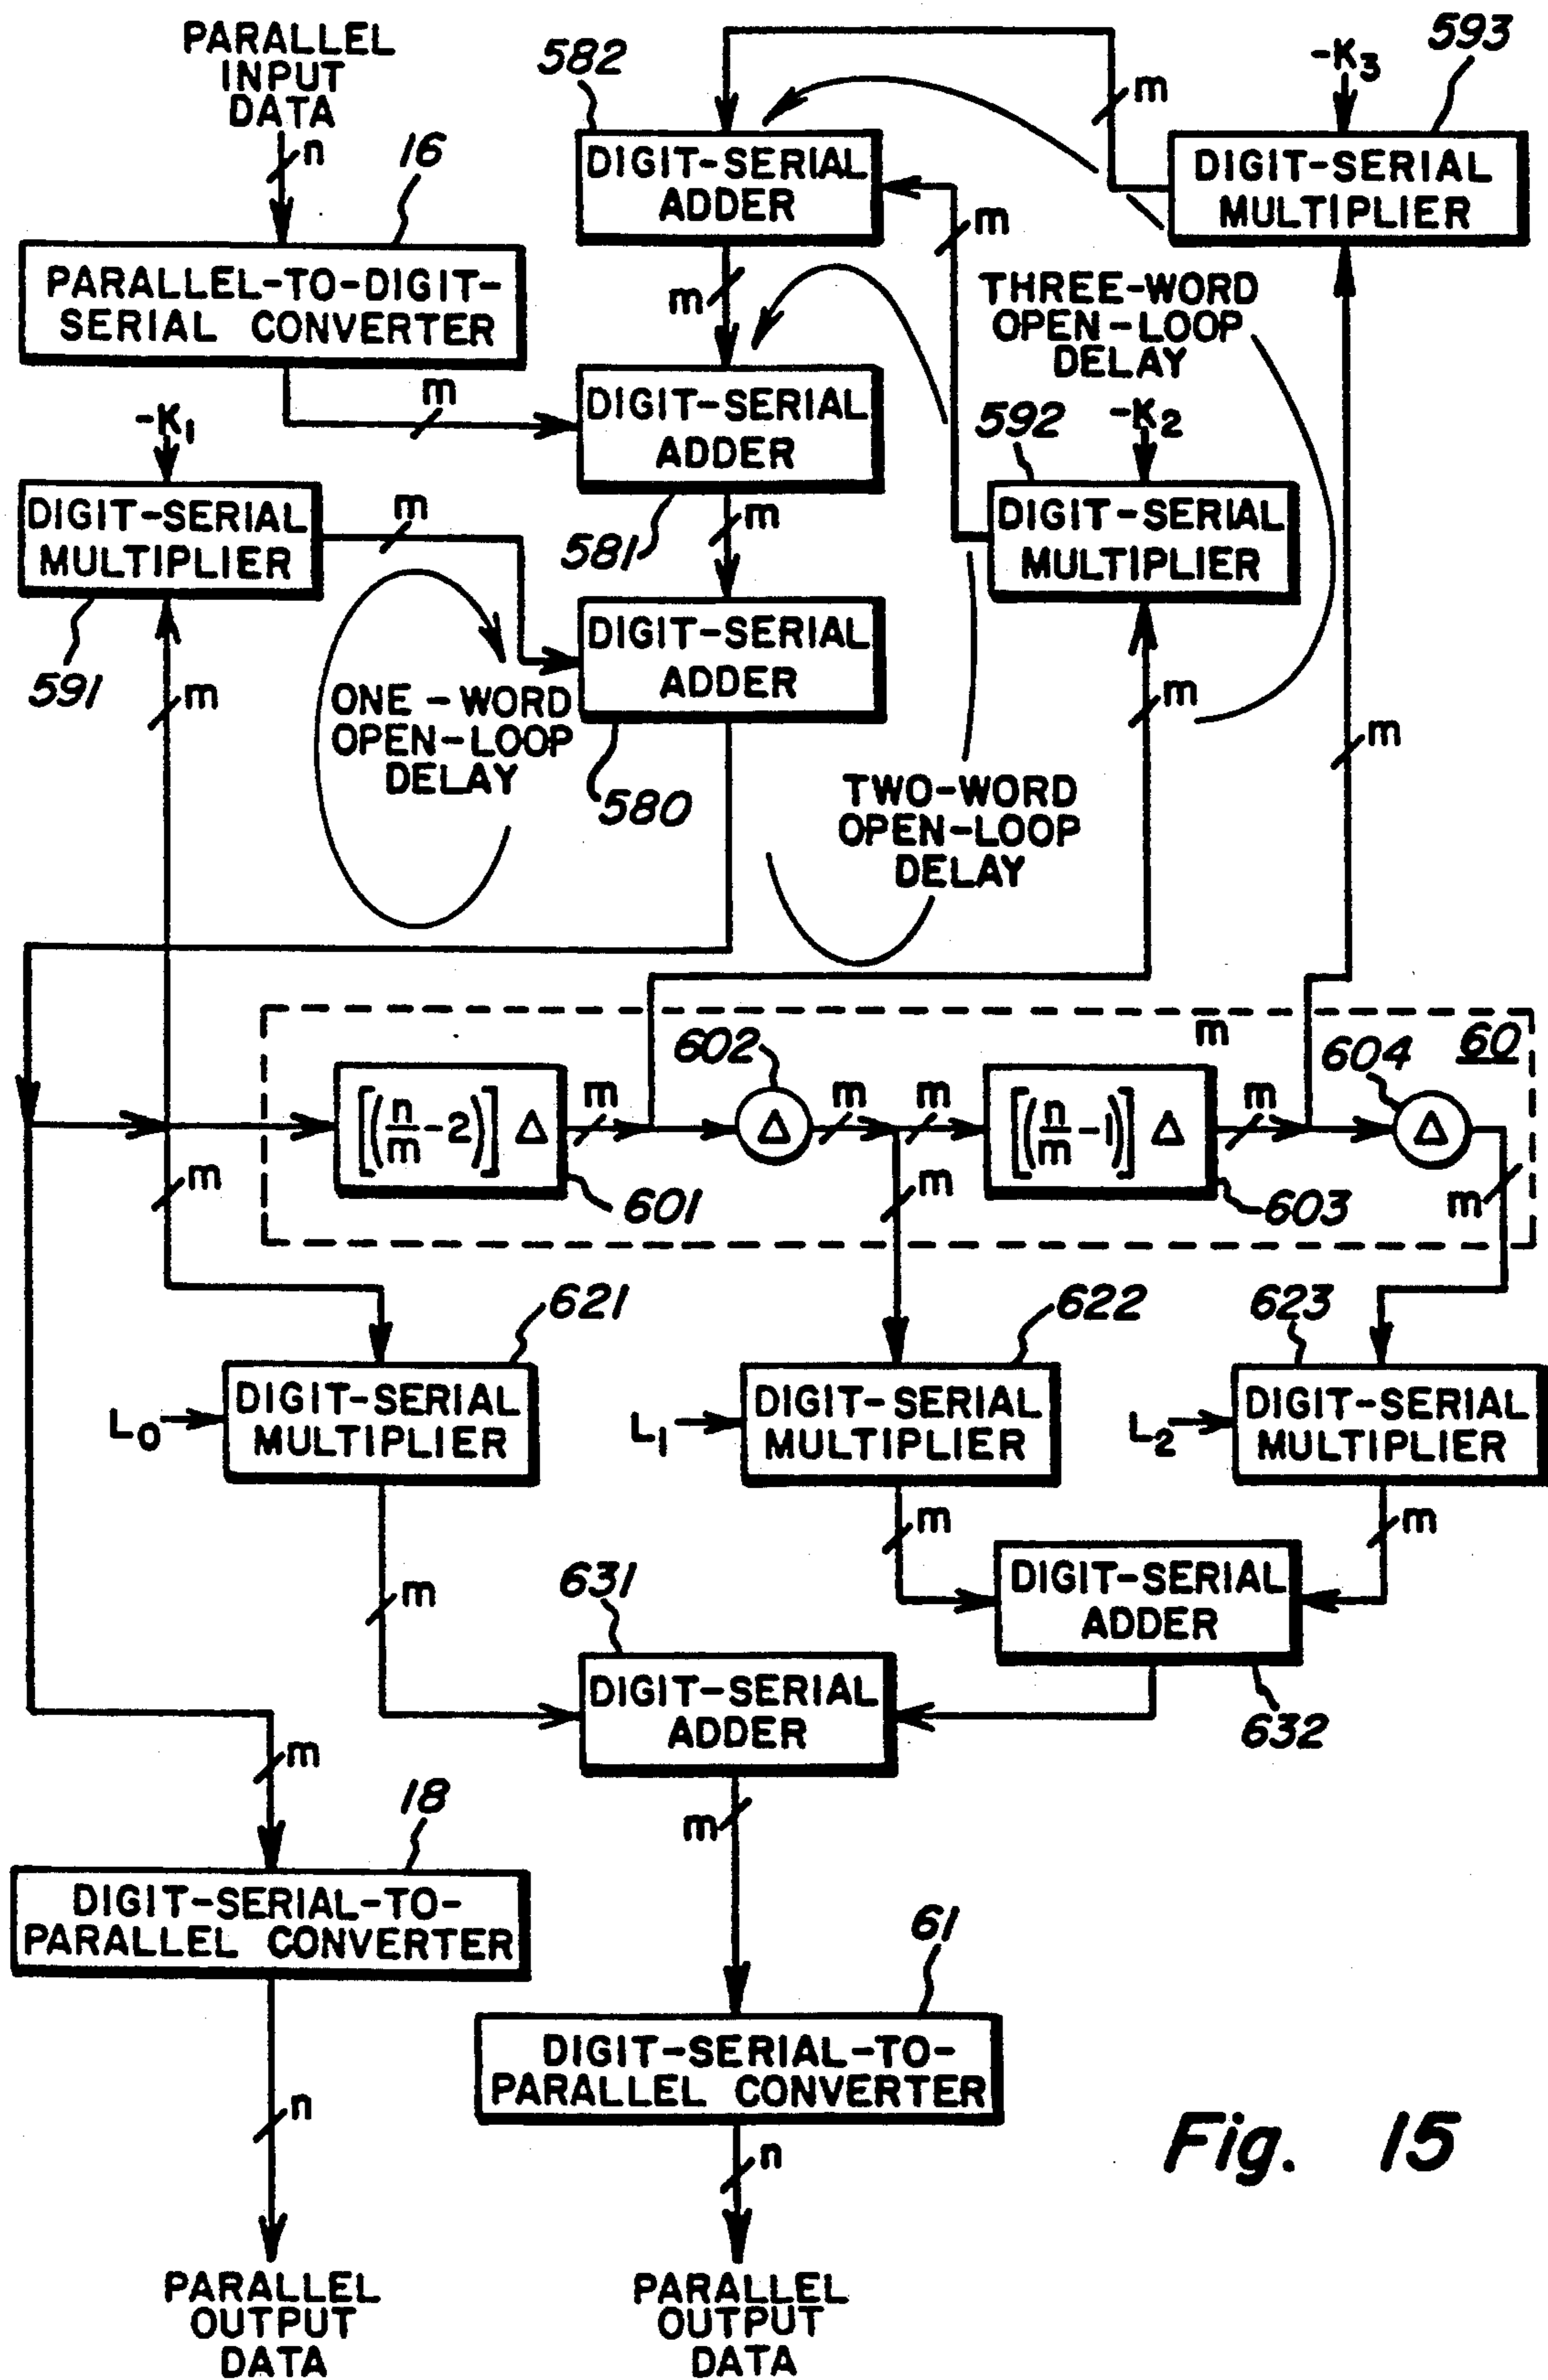 PARALLEL
INPUT
DATA
n
16
PARALLEL-TO-DIGIT-
SERIAL CONVERTER
m
582
DIGIT-SERIAL
ADDER
m
m
-K3
593
DIGIT-SERIAL
MULTIPLIER
m
THREE-WORD
OPEN-LOOP
DELAY
DIGIT-SERIAL
ADDER
581
m
592
-K2
DIGIT-SERIAL
MULTIPLIER
-K1
DIGIT-SERIAL
MULTIPLIER
591
m
m
DIGIT-SERIAL
ADDER
580
ONE-WORD
OPEN-LOOP
DELAY
TWO-WORD
OPEN-LOOP
DELAY
m
m
m
60
[(n/m-2)] Δ
601
m
602
Δ
m
m
[(n/m-1)] Δ
603
m
604
Δ
m
m
m
621
L0
DIGIT-SERIAL
MULTIPLIER
622
L1
DIGIT-SERIAL
MULTIPLIER
623
L2
DIGIT-SERIAL
MULTIPLIER
m
m
m
DIGIT-SERIAL
ADDER
632
631
DIGIT-SERIAL
ADDER
m
m
18
DIGIT-SERIAL-TO-
PARALLEL CONVERTER
61
DIGIT-SERIAL-TO-
PARALLEL CONVERTER
n
n
PARALLEL
OUTPUT
DATA
PARALLEL
OUTPUT
DATA
Fig. 15